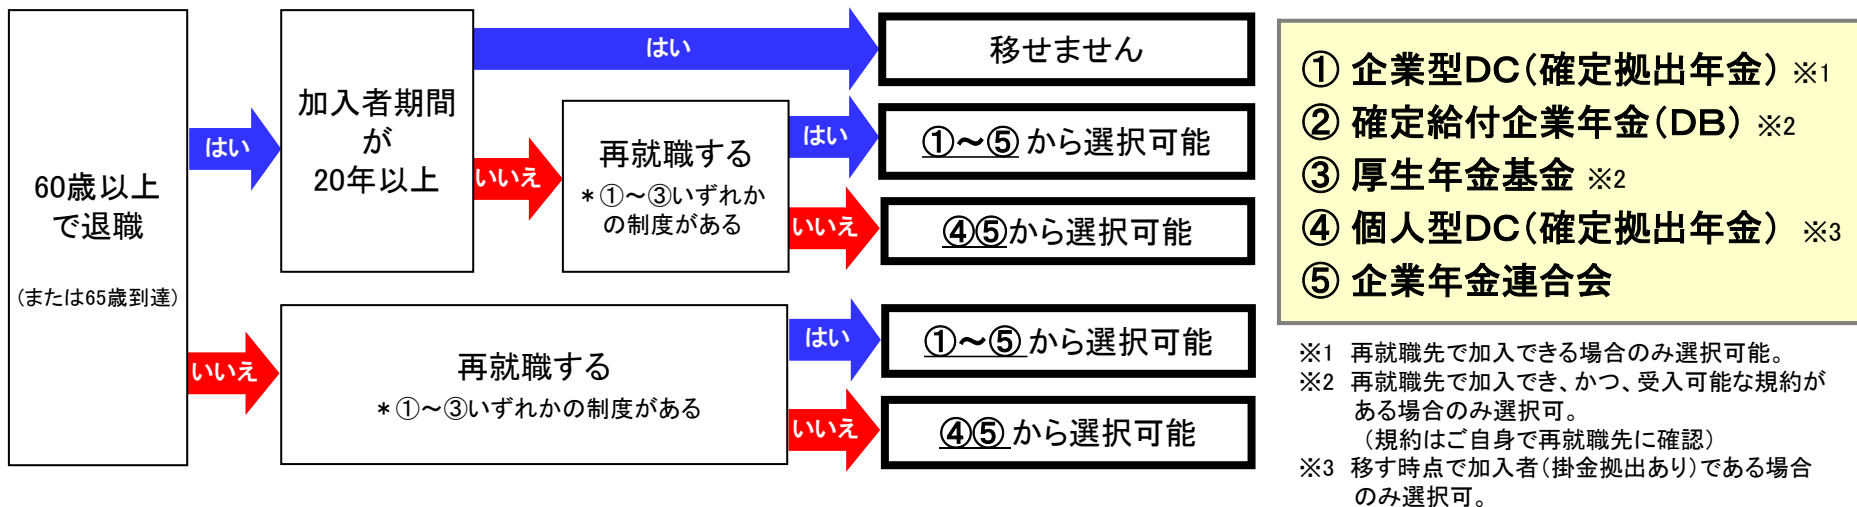 60歳以上
で退職
(または65歳到達)
はい
いいえ
加入者期間
が
20年以上
はい
いいえ
再就職する
＊①～③いずれか
の制度がある
はい
いいえ
移せません
①～⑤ から選択可能
④⑤から選択可能
再就職する
＊①～③いずれかの制度がある
はい
いいえ
①～⑤ から選択可能
④⑤ から選択可能
① 企業型DC(確定拠出年金) ※1
② 確定給付企業年金(DB) ※2
③ 厚生年金基金 ※2
④ 個人型DC(確定拠出年金) ※3
⑤ 企業年金連合会
※1 再就職先で加入できる場合のみ選択可能。
※2 再就職先で加入でき、かつ、受入可能な規約が
ある場合のみ選択可。
(規約はご自身で再就職先に確認)
※3 移す時点で加入者(掛金拠出あり)である場合
のみ選択可。